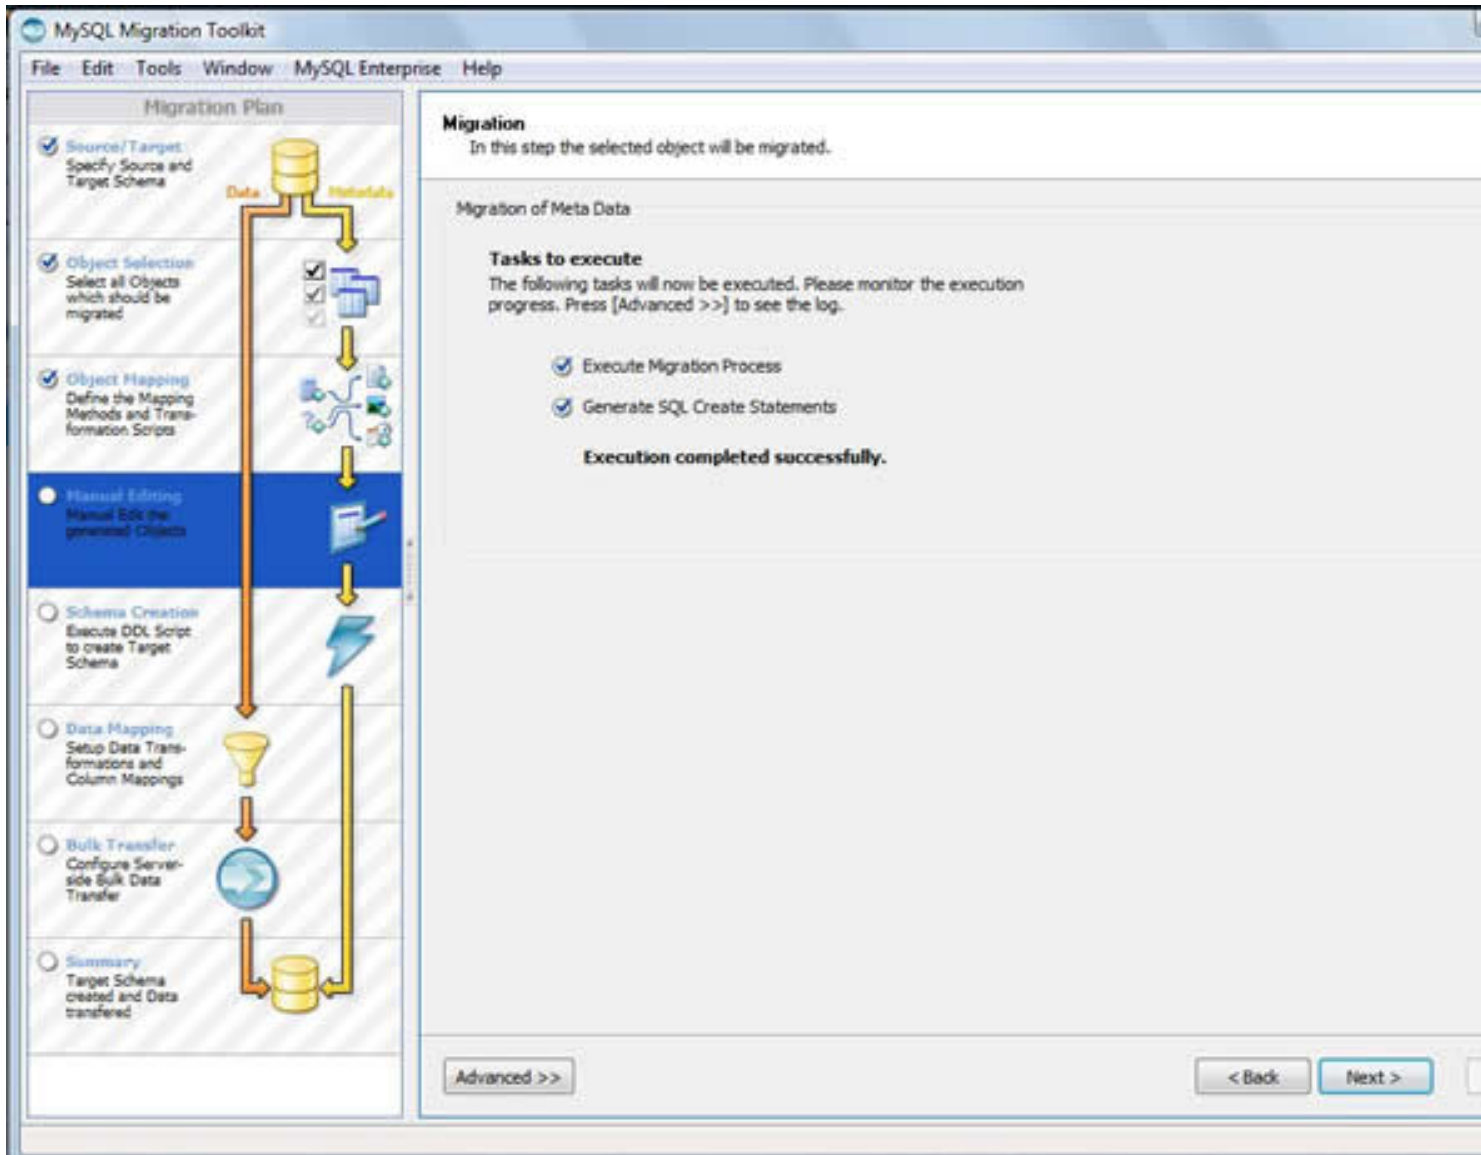 MySQL Migration Toolkit
File Edit Tools Window MySQL Enterprise Help
Migration Plan
Source/Target
Specify Source and
Target Schema
Data
Metadata
Object Selection
Select all Objects
which should be
migrated
Object Mapping
Define the Mapping
Methods and Trans-
formation Scripts
Manual Editing
Manual Edit the
generated Objects
Schema Creation
Execute DDL Script
to create Target
Schema
Data Mapping
Setup Data Trans-
formations and
Column Mappings
Bulk Transfer
Configure Server-
side Bulk Data
Transfer
Summary
Target Schema
created and Data
transfered
Migration
In this step the selected object will be migrated.
Migration of Meta Data
Tasks to execute
The following tasks will now be executed. Please monitor the execution
progress. Press [Advanced >>] to see the log.
Execute Migration Process
Generate SQL Create Statements
Execution completed successfully.
Advanced >>
< Back
Next >